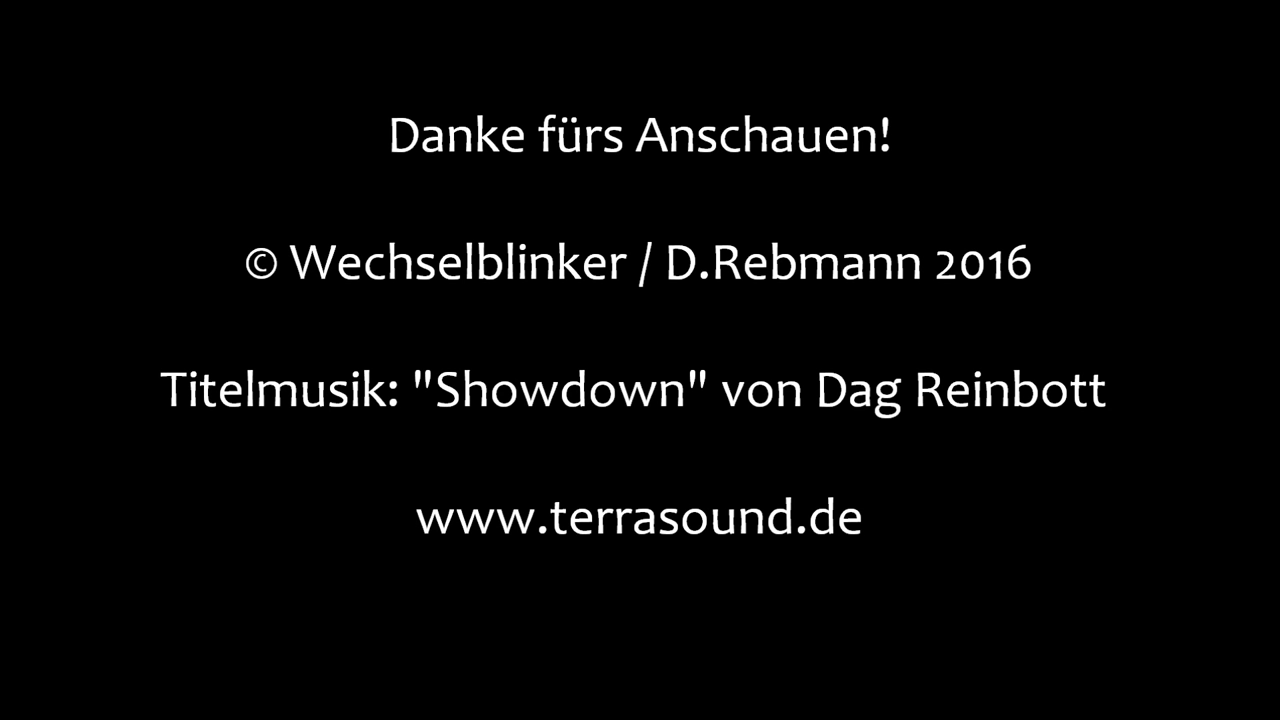 Danke fürs Anschauen!
© Wechselblinker / D.Rebmann 2016
Titelmusik: "Showdown" von Dag Reinbott
www.terrasound.de